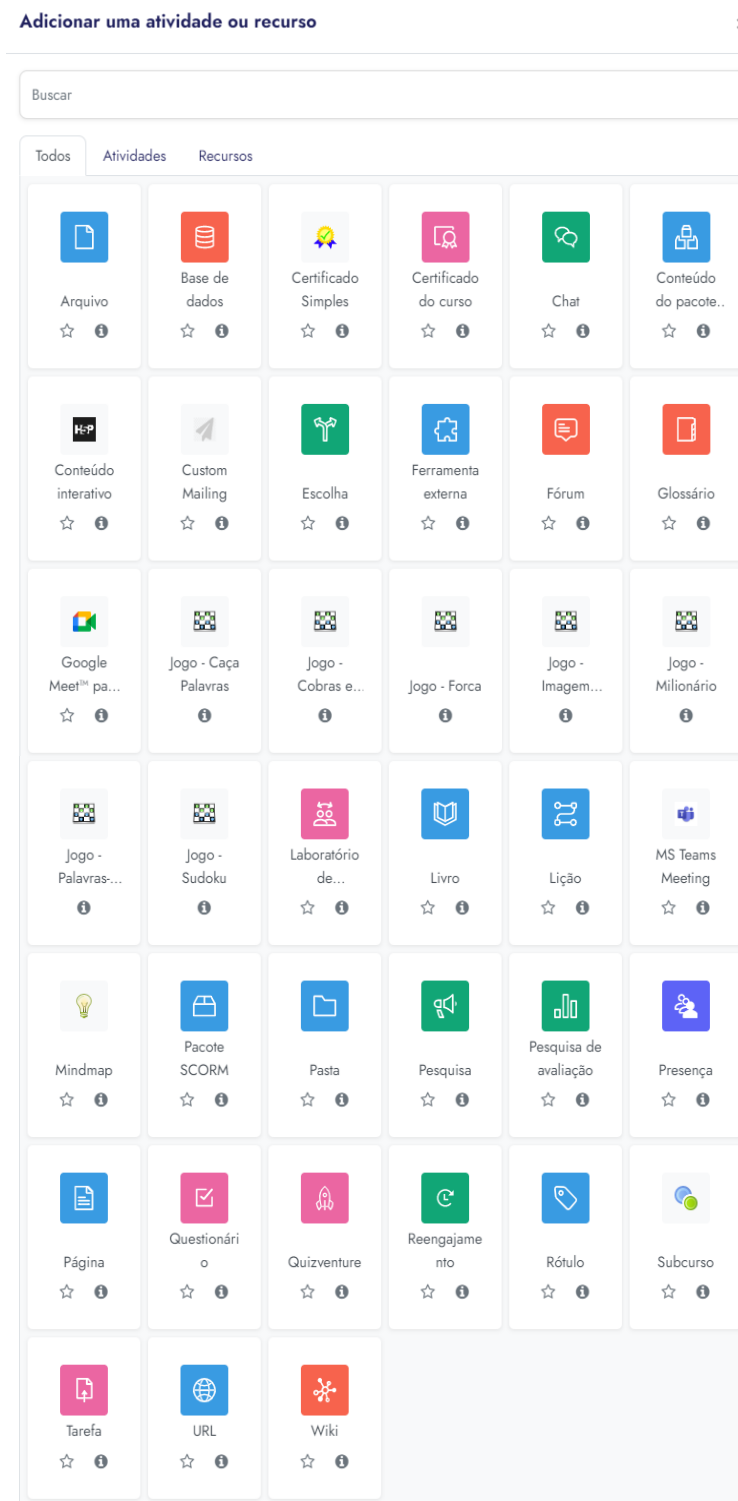 Adicionar uma atividade ou recurso
Buscar
Todos Atividades Recursos
Arquivo
Base de
dados
Certificado
Simples
Certificado
do curso
Chat
Conteúdo
do pacote..
H5P
Conteúdo
interativo
Custom
Mailing
Escolha
Ferramenta
externa
Fórum
Glossário
Google
Meet™ pa...
Jogo - Caça
Palavras
Jogo -
Cobras e...
Jogo - Forca
Jogo -
Imagem...
Jogo -
Milionário
Jogo -
Palavras-...
Jogo -
Sudoku
Laboratório
de...
Livro
Lição
MS Teams
Meeting
Mindmap
Pacote
SCORM
Pasta
Pesquisa
Pesquisa de
avaliação
Presença
Página
Questionári
o
Quizventure
Reengajame
nto
Rótulo
Subcurso
Tarefa
URL
Wiki